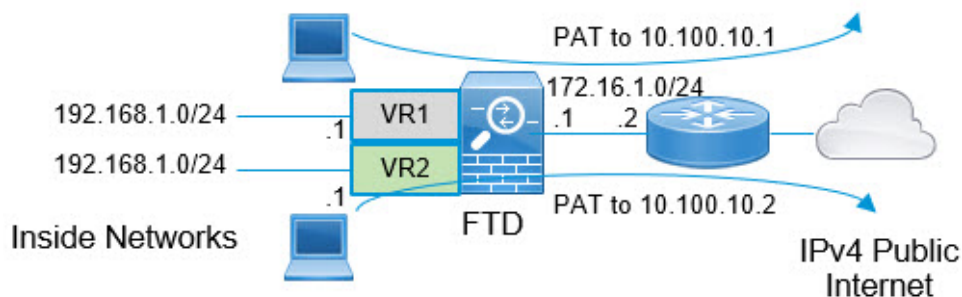 PAT to 10.100.10.1
172.16.1.0/24
192.168.1.0/24
.1
VR1
.1
.2
192.168.1.0/24
VR2
.1
PAT to 10.100.10.2
FTD
Inside Networks
IPv4 Public
Internet